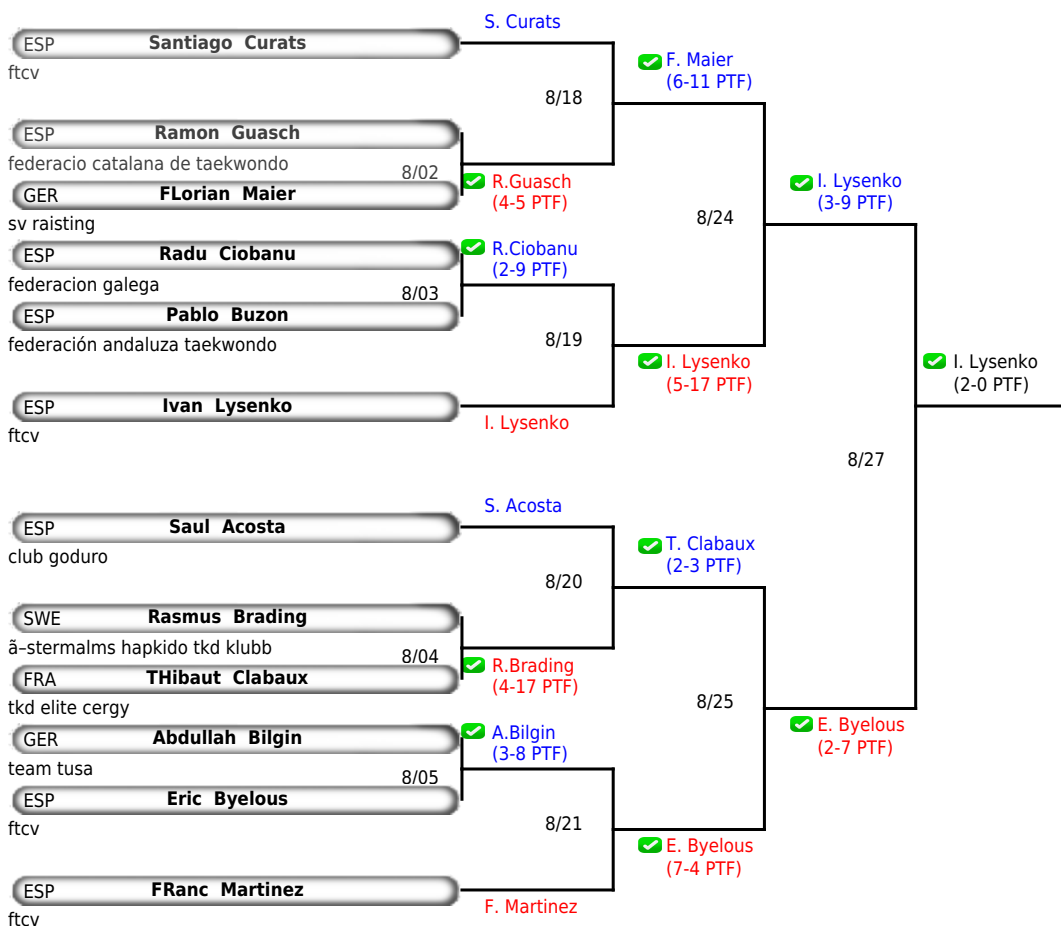 S. Curats
ESP Santiago Curats
ftcv
F. Maier
(6-11 PTF)
8/18
ESP Ramon Guasch
federacio catalana de taekwondo
8/02
R.Guasch
(4-5 PTF)
GER FLorian Maier
sv raisting
I. Lysenko
(3-9 PTF)
8/24
ESP Radu Ciobanu
federacion galega
R.Ciobanu
(2-9 PTF)
8/03
ESP Pablo Buzon
federación andaluza taekwondo
8/19
I. Lysenko
(5-17 PTF)
I. Lysenko
(2-0 PTF)
ESP Ivan Lysenko
ftcv
I. Lysenko
8/27
S. Acosta
ESP Saul Acosta
club goduro
T. Clabaux
(2-3 PTF)
8/20
SWE Rasmus Brading
ã–stermalms hapkido tkd klubb
8/04
R.Brading
(4-17 PTF)
FRA THibaut Clabaux
tkd elite cergy
8/25
E. Byelous
(2-7 PTF)
GER Abdullah Bilgin
team tusa
A.Bilgin
(3-8 PTF)
8/05
ESP Eric Byelous
ftcv
8/21
E. Byelous
(7-4 PTF)
ESP FRanc Martinez
ftcv
F. Martinez